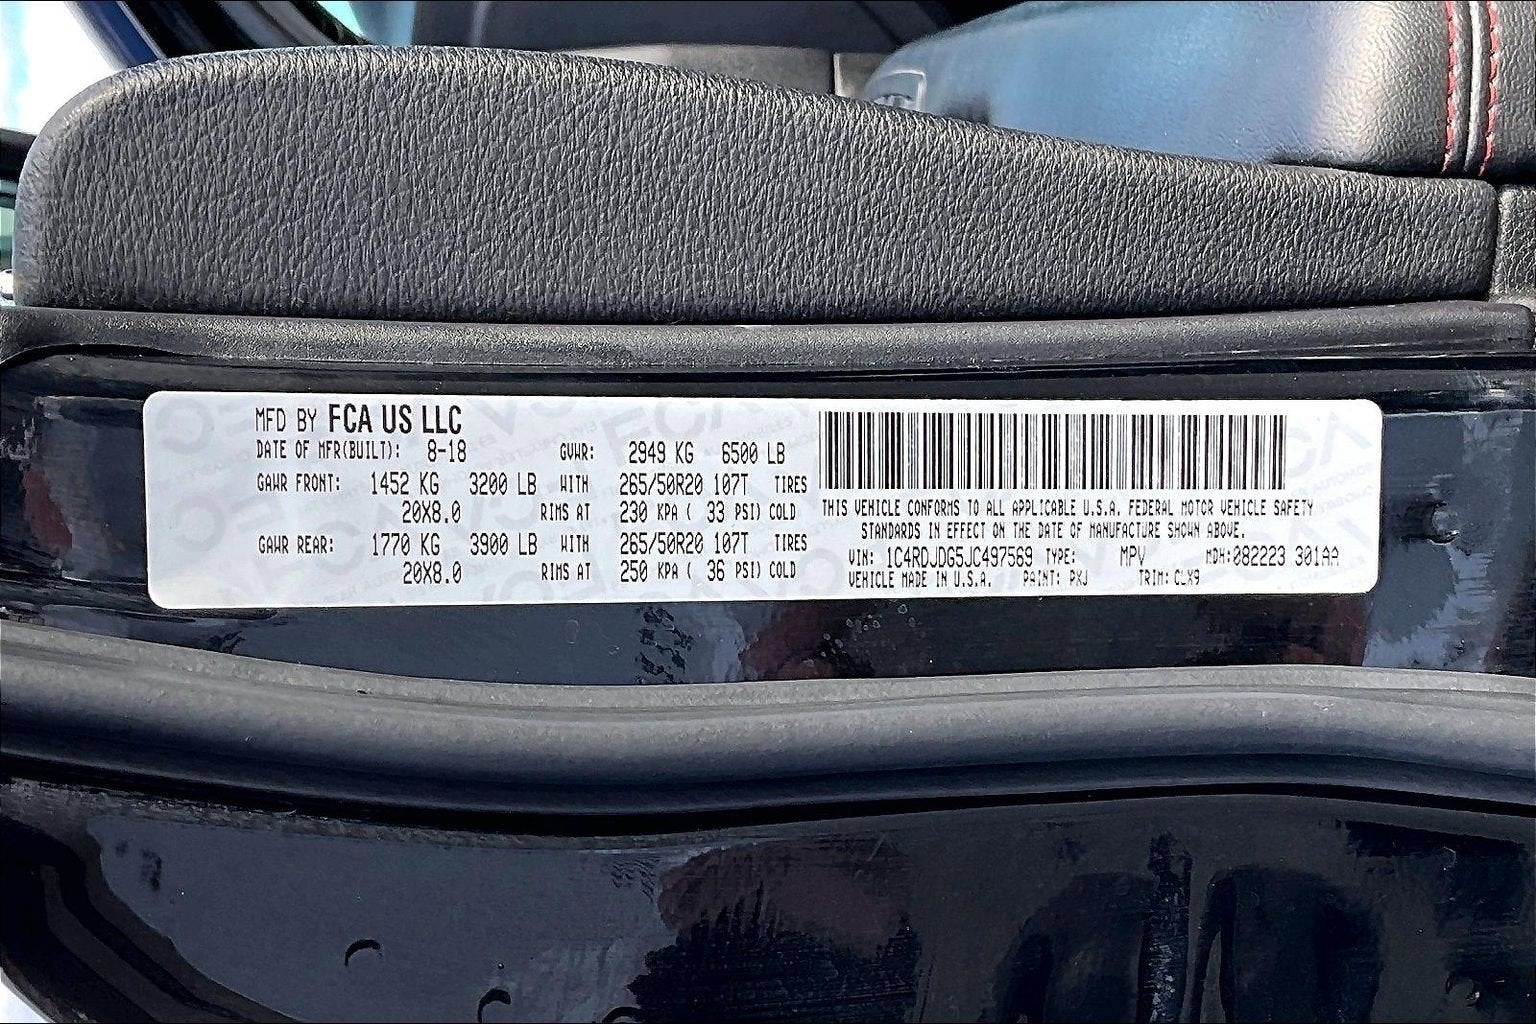 MFD BY FCA US LLC
DATE OF MFR(BUILT): 8-18 GVWR: 2949 KG 6500 LB
GAWR FRONT: 1452 KG 3200 LB WITH 265/50R20 107T TIRES
20X8.0 RIMS AT 230 KPA ( 33 PSI) COLD
GAWR REAR: 1770 KG 3900 LB WITH 265/50R20 107T TIRES
20X8.0 RIMS AT 250 KPA ( 36 PSI) COLD
THIS VEHICLE CONFORMS TO ALL APPLICABLE U.S.A. FEDERAL MOTOR VEHICLE SAFETY
STANDARDS IN EFFECT ON THE DATE OF MANUFACTURE SHOWN ABOVE.
VIN: 1C4RDJDG5JC497569 TYPE: MPV MDH:082223 301AA
VEHICLE MADE IN U.S.A. PAINT: PXJ TRIM: CLX9